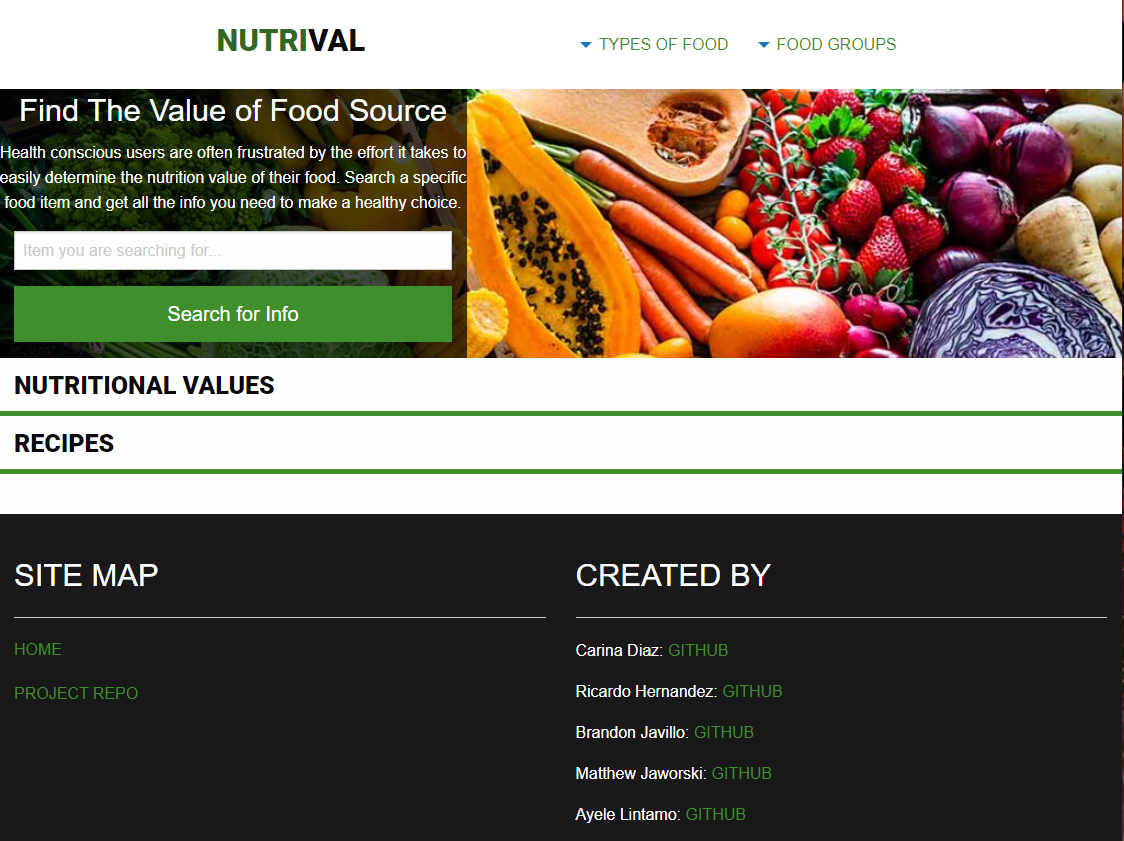 NUTRIVAL
TYPES OF FOOD
FOOD GROUPS
Find The Value of Food Source
Health conscious users are often frustrated by the effort it takes to
easily determine the nutrition value of their food. Search a specific
food item and get all the info you need to make a healthy choice.
Item you are searching for...
Search for Info
NUTRITIONAL VALUES
RECIPES
SITE MAP
HOME
PROJECT REPO
CREATED BY
Carina Diaz: GITHUB
Ricardo Hernandez: GITHUB
Brandon Javillo: GITHUB
Matthew Jaworski: GITHUB
Ayele Lintamo: GITHUB